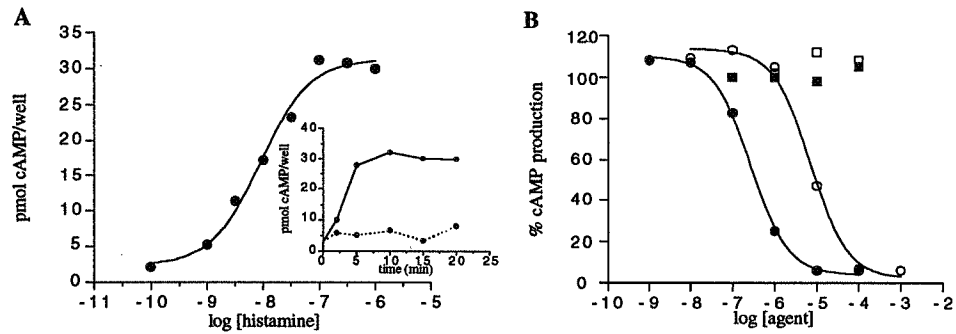 A
pmol cAMP/well
35
30
25
20
15
10
5
0
-11 -10 -9 -8 -7 -6 -5
log [histamine]
pmol cAMP/well
40
30
20
10
0
0 5 10 15 20 25
time (min)
B
% cAMP production
120
100
80
60
40
20
0
-10 -9 -8 -7 -6 -5 -4 -3 -2
log [agent]